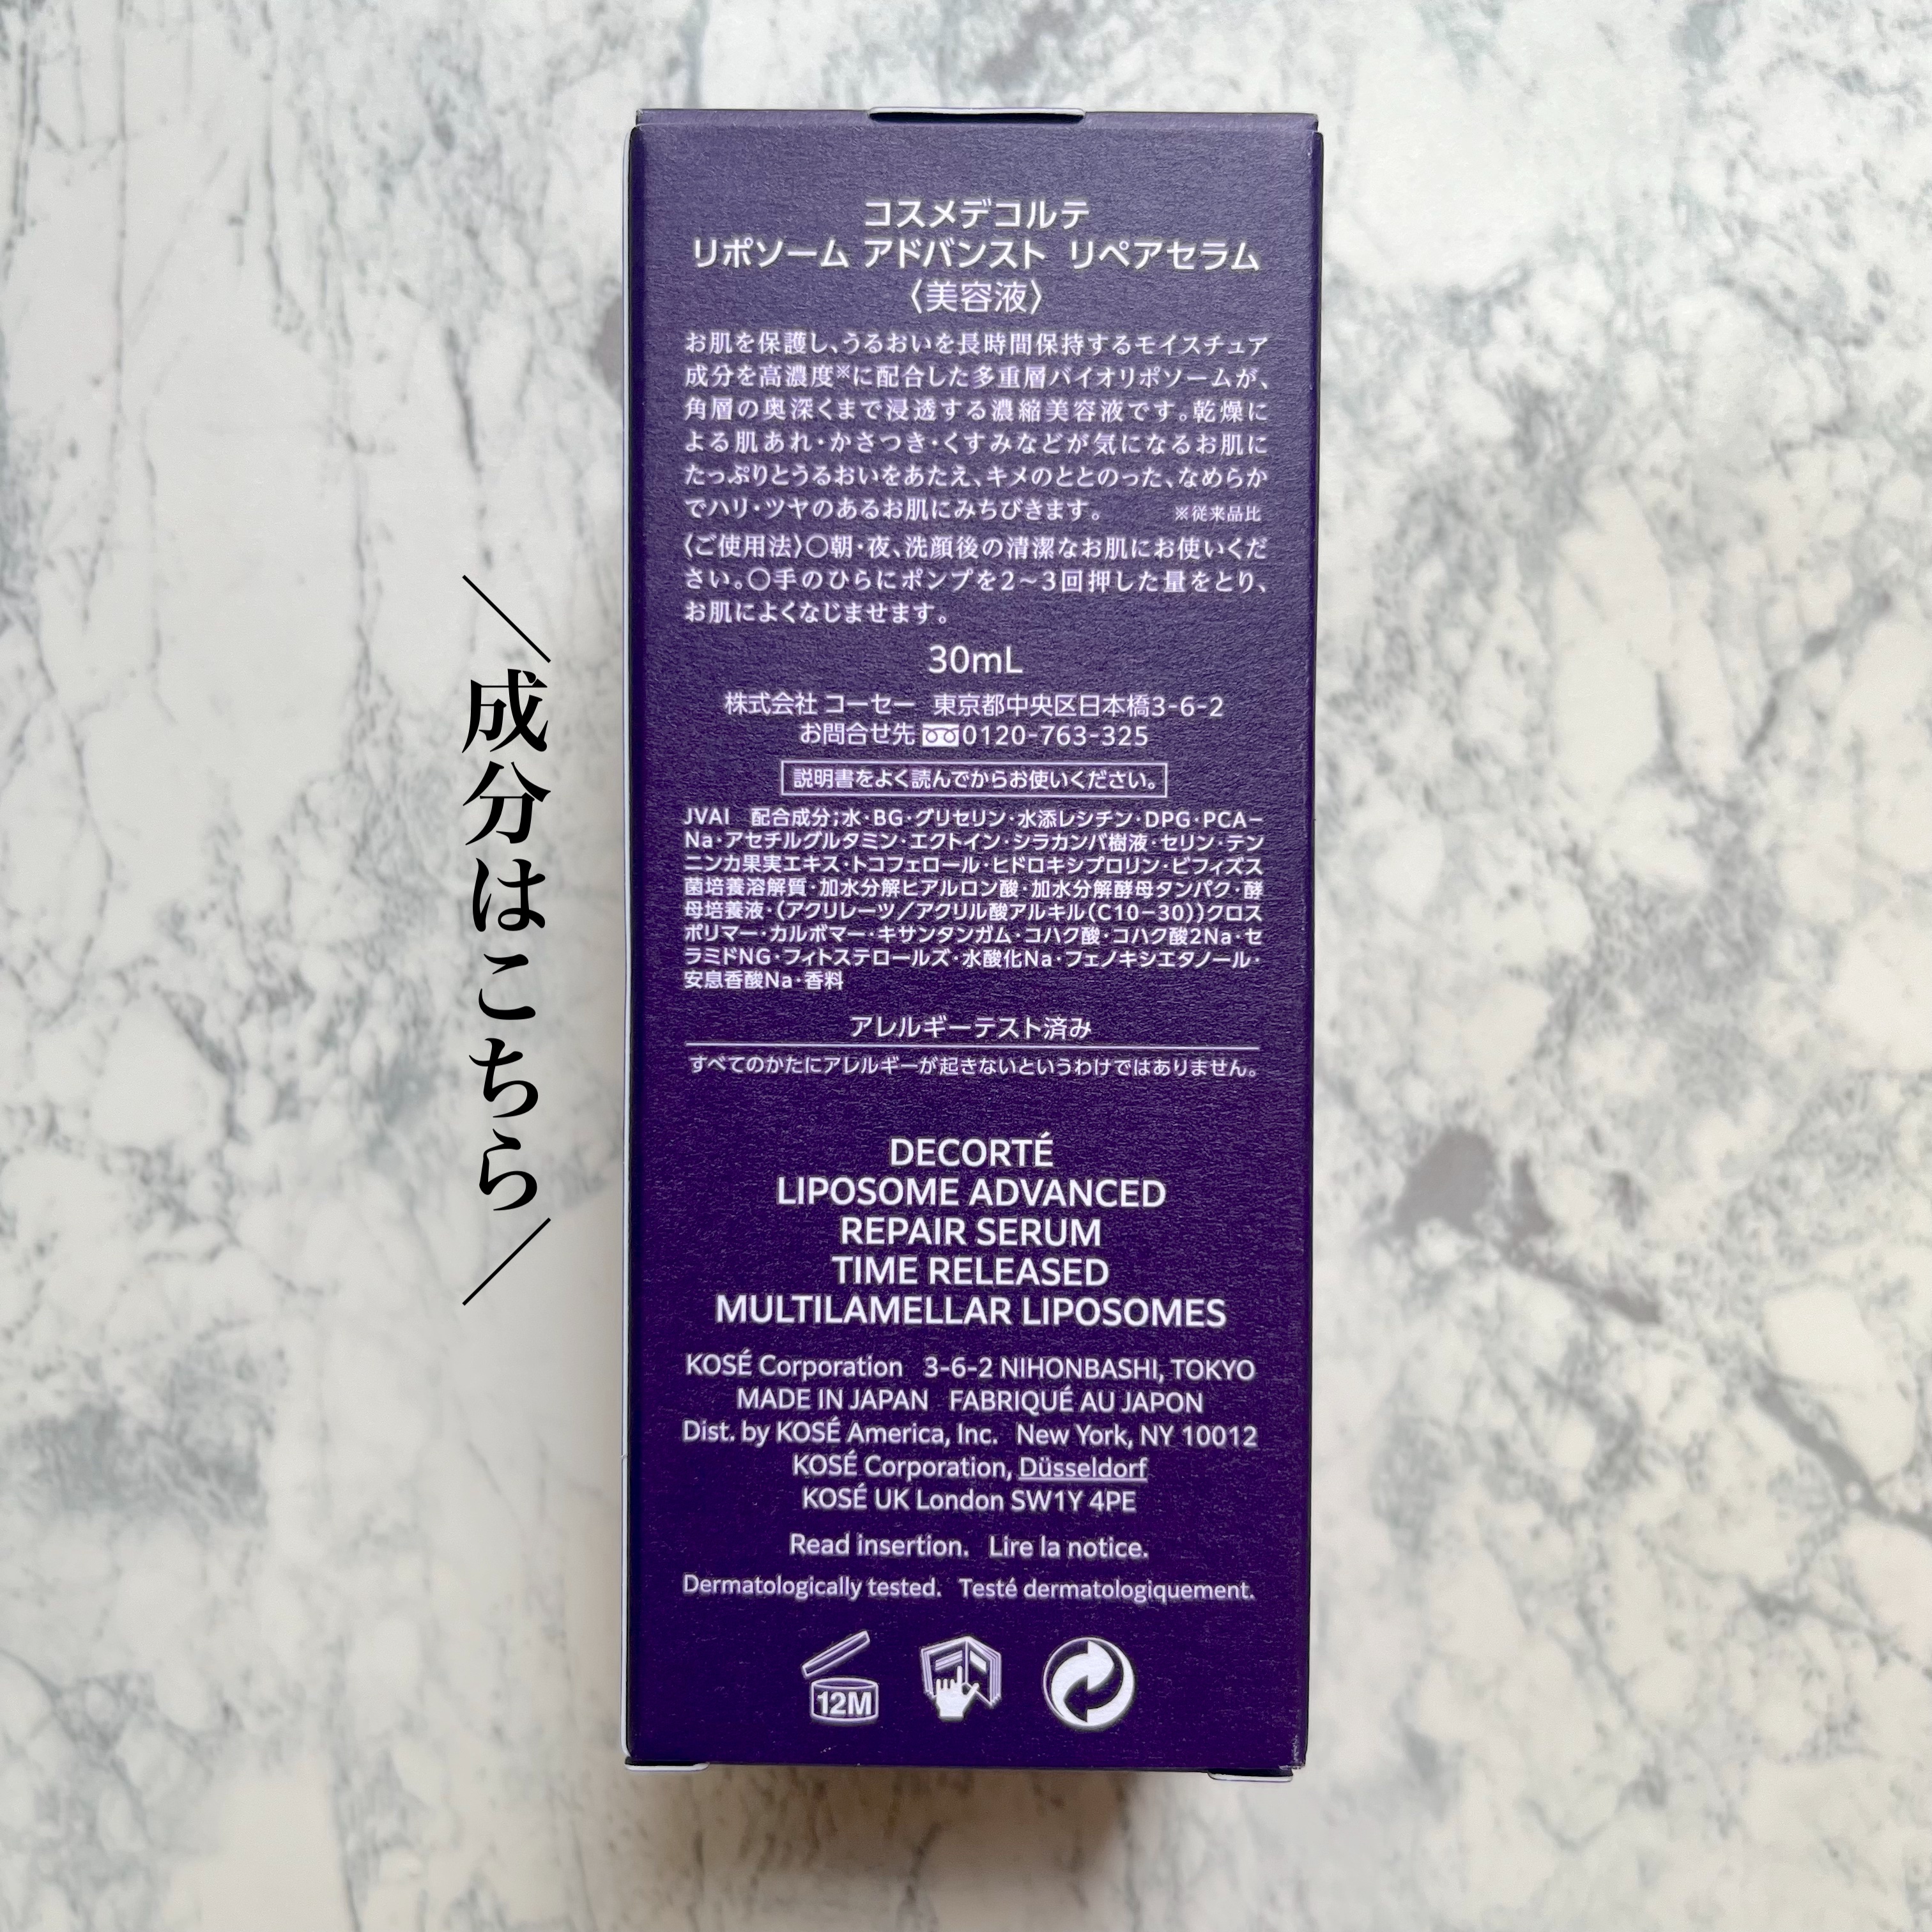 コスメデコルテ
リポソーム アドバンスト リペアセラム
〈美容液〉
お肌を保護し、うるおいを長時間保持するモイスチュア
成分を高濃度※に配合した多重層バイオリポソームが、
角層の奥深くまで浸透する濃縮美容液です。乾燥に
よる肌あれ・かさつき・くすみなどが気になるお肌に
たっぷりとうるおいをあたえ、キメのととのった、なめらか
でハリ・ツヤのあるお肌にみちびきます。 ※従来品比
〈ご使用法〉○朝・夜、洗顔後の清潔なお肌にお使いくだ
さい。○手のひらにポンプを2～3回押した量をとり、
お肌によくなじませます。
30mL
株式会社 コーセー 東京都中央区日本橋3-6-2
お問合せ先 0120-763-325
説明書をよく読んでからお使いください。
JVAI 配合成分;水・BG・グリセリン・水添レシチン・DPG・PCA-
Na・アセチルグルタミン・エクトイン・シラカンバ樹液・セリン・テン
ニンカ果実エキス・トコフェロール・ヒドロキシプロリン・ビフィズス
菌培養溶解質・加水分解ヒアルロン酸・加水分解酵母タンパク・酵
母培養液・(アクリレーツ／アクリル酸アルキル(C10-30))クロス
ポリマー・カルボマー・キサンタンガム・コハク酸・コハク酸2Na・セ
ラミドNG・フィトステロールズ・水酸化Na・フェノキシエタノール・
安息香酸Na・香料
アレルギーテスト済み
すべてのかたにアレルギーが起きないというわけではありません。
DECORTÉ
LIPOSOME ADVANCED
REPAIR SERUM
TIME RELEASED
MULTILAMELLAR LIPOSOMES
KOSÉ Corporation 3-6-2 NIHONBASHI, TOKYO
MADE IN JAPAN FABRIQUÉ AU JAPON
Dist. by KOSÉ America, Inc. New York, NY 10012
KOSÉ Corporation, Düsseldorf
KOSÉ UK London SW1Y 4PE
Read insertion. Lire la notice.
Dermatologically tested. Testé dermatologiquement.
12M
成分はこちら